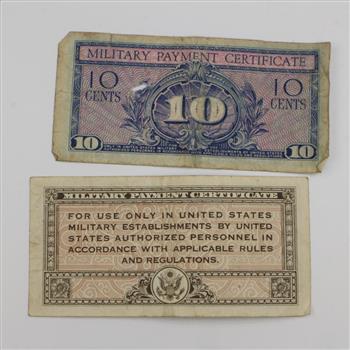 MILITARY PAYMENT CERTIFICATE
10 10 10
CENTS CENTS
10 10
MILITARY PAYMENT CERTIFICATE
FOR USE ONLY IN UNITED STATES
MILITARY ESTABLISHMENTS BY UNITED
STATES AUTHORIZED PERSONNEL IN
ACCORDANCE WITH APPLICABLE RULES
AND REGULATIONS.